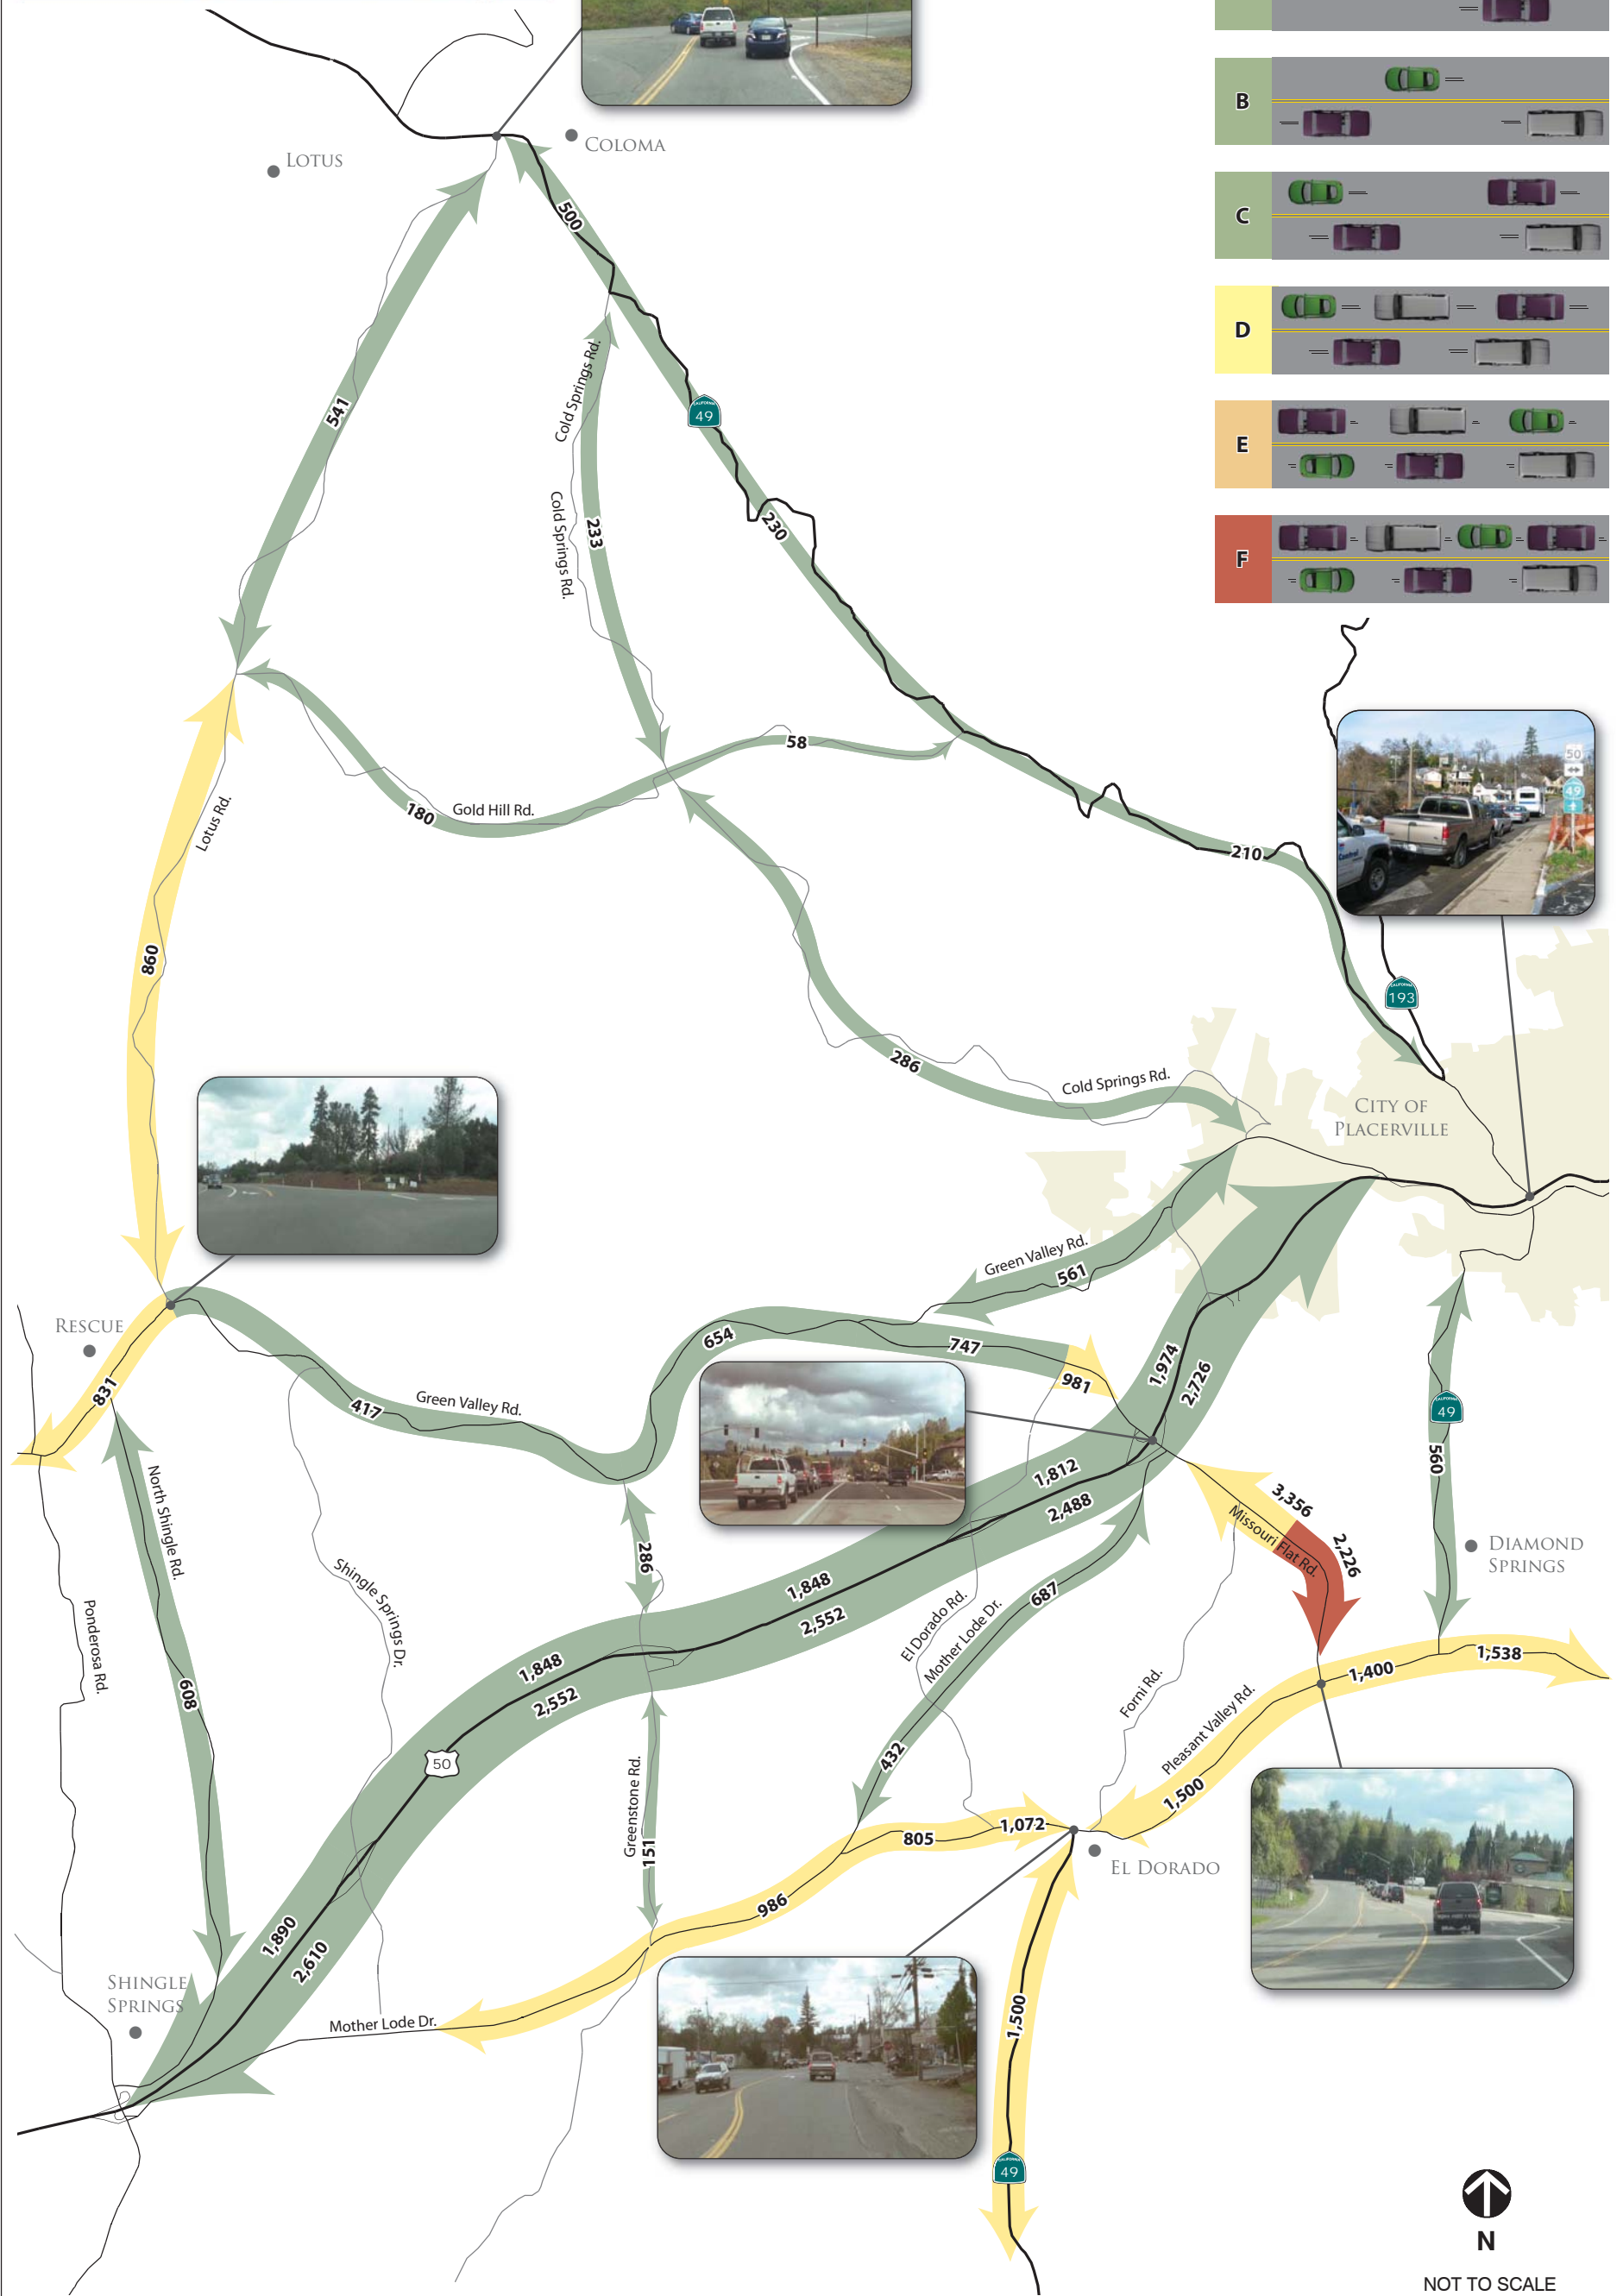 B
COLOMA
LOTUS
C
500
D
Cold Springs Rd.
541
CALIFORNIA
49
E
Cold Springs Rd.
233
230
F
58
50
49
180
Gold Hill Rd.
Lotus Rd.
210
860
CALIFORNIA
193
286
Cold Springs Rd.
CITY OF
PLACERVILLE
Green Valley Rd.
561
RESCUE
654
747
981
1,974
2,726
831
417
Green Valley Rd.
CALIFORNIA
49
560
1,812
2,488
North Shingle Rd.
3,356
Missouri Flat Rd.
2,226
DIAMOND
SPRINGS
286
Shingle Springs Dr.
1,848
2,552
El Dorado Rd.
Mother Lode Dr.
687
Ponderosa Rd.
608
1,848
2,552
Forni Rd.
Pleasant Valley Rd.
1,400
1,538
50
432
1,500
Greenstone Rd.
151
805
1,072
EL DORADO
986
1,890
2,610
SHINGLE
SPRINGS
Mother Lode Dr.
1,500
CALIFORNIA
49
N
NOT TO SCALE